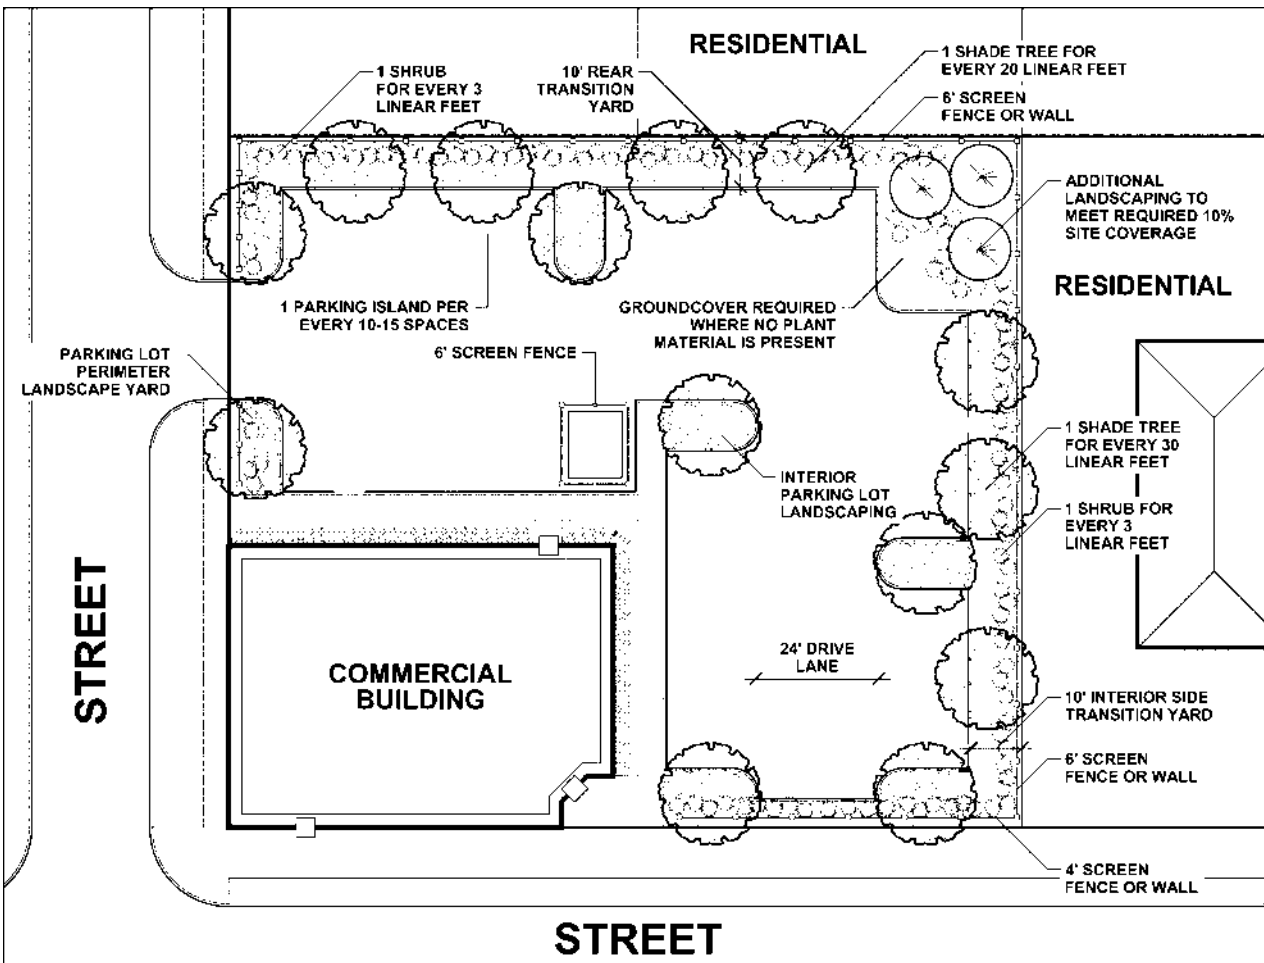 RESIDENTIAL
1 SHADE TREE FOR
EVERY 20 LINEAR FEET
1 SHRUB
FOR EVERY 3
LINEAR FEET
10' REAR
TRANSITION
YARD
6' SCREEN
FENCE OR WALL
ADDITIONAL
LANDSCAPING TO
MEET REQUIRED 10%
SITE COVERAGE
RESIDENTIAL
1 PARKING ISLAND PER
EVERY 10-15 SPACES
GROUNDCOVER REQUIRED
WHERE NO PLANT
MATERIAL IS PRESENT
6' SCREEN FENCE
PARKING LOT
PERIMETER
LANDSCAPE YARD
1 SHADE TREE
FOR EVERY 30
LINEAR FEET
INTERIOR
PARKING LOT
LANDSCAPING
1 SHRUB FOR
EVERY 3
LINEAR FEET
STREET
COMMERCIAL
BUILDING
24' DRIVE
LANE
10' INTERIOR SIDE
TRANSITION YARD
6' SCREEN
FENCE OR WALL
4' SCREEN
FENCE OR WALL
STREET